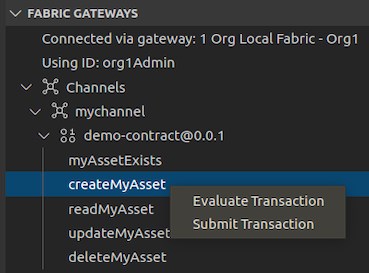 FABRIC GATEWAYS
Connected via gateway: 1 Org Local Fabric - Org1
Using ID: org1Admin
Channels
mychannel
demo-contract@0.0.1
myAssetExists
createMyAsset
Evaluate Transaction
readMyAsset
Submit Transaction
updateMyAsset
deleteMyAsset